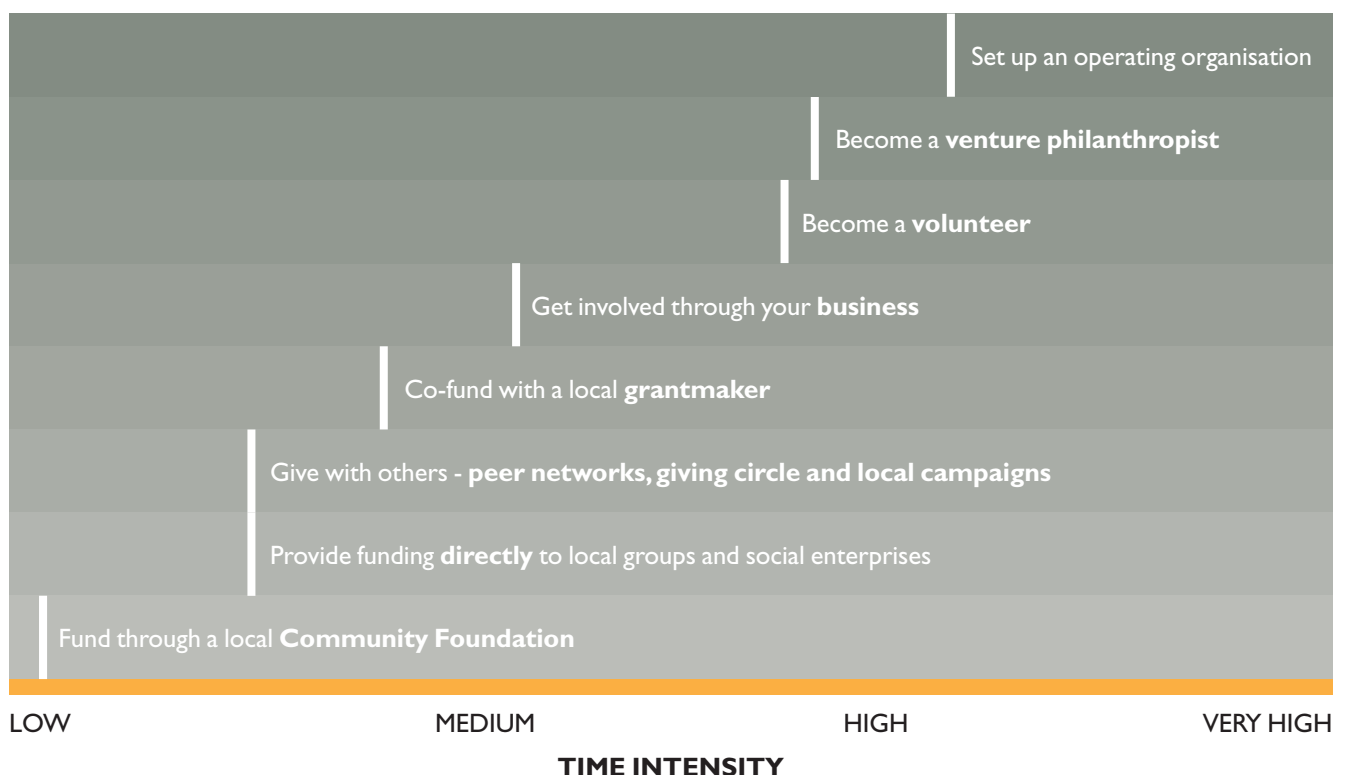 Set up an operating organisation
Become a venture philanthropist
Become a volunteer
Get involved through your business
Co-fund with a local grantmaker
Give with others - peer networks, giving circle and local campaigns
Provide funding directly to local groups and social enterprises
Fund through a local Community Foundation
LOW MEDIUM HIGH VERY HIGH
TIME INTENSITY